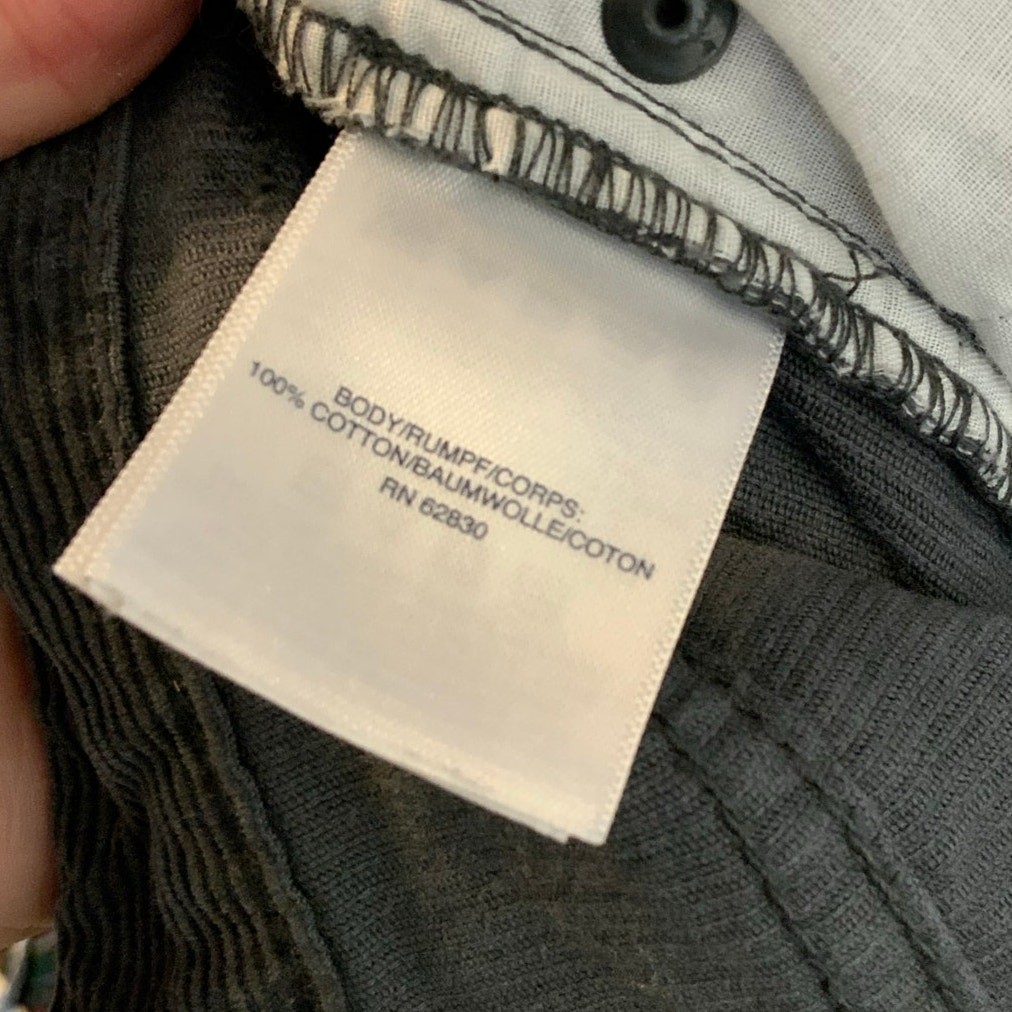 BODY/RUMPF/CORPS:
100% COTTON/BAUMWOLLE/COTON
RN 62830